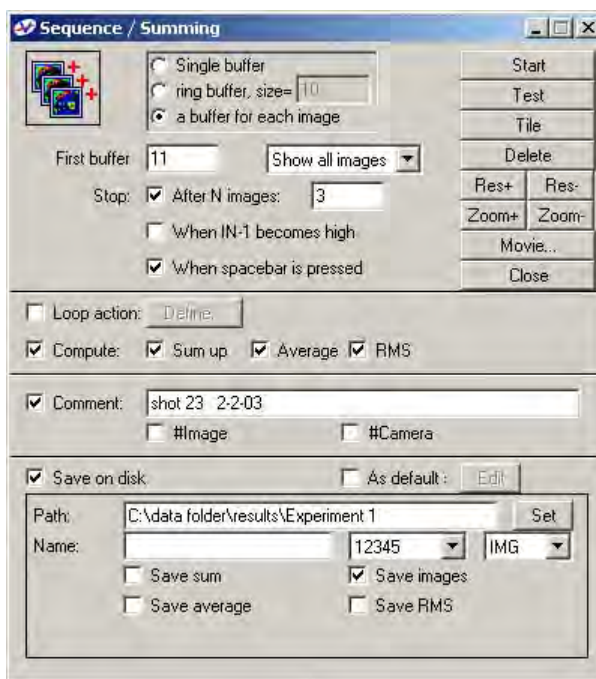 Sequence / Summing
Single buffer
ring buffer, size= 10
a buffer for each image
First buffer 11 Show all images
Stop: After N images: 3
When IN-1 becomes high
When spacebar is pressed
Start
Test
Tile
Delete
Res+ Res-
Zoom+ Zoom-
Movie...
Close
Loop action: Define...
Compute: Sum up Average RMS
Comment: shot 23 2-2-03
#Image #Camera
Save on disk As default : Edit
Path: C:\data folder\results\Experiment 1 Set
Name: 12345 IMG
Save sum Save images
Save average Save RMS